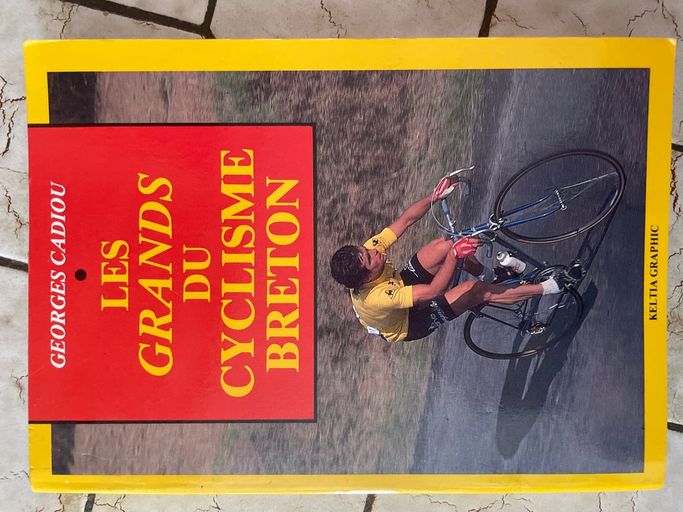 GEORGES CADIOU
LES
GRANDS
DU
CYCLISME
BRETON
KELTIA GRAPHIC